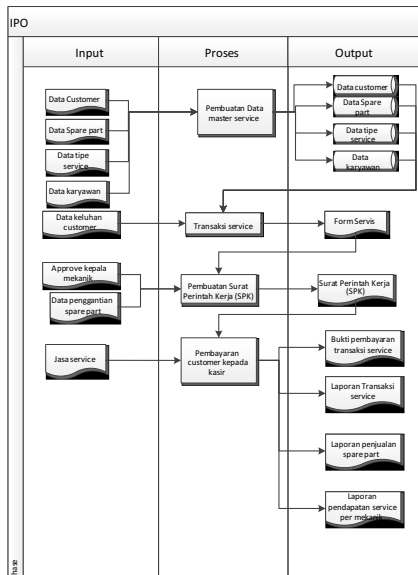 IPO
Input
Proses
Output
Data Customer
Data Spare part
Data tipe
service
Data karyawan
Pembuatan Data
master service
Data customer
Data Spare
part
Data tipe
service
Data
karyawan
Data keluhan
customer
Transaksi service
Form Servis
Approve kepala
mekanik
Data penggantian
spare part
Pembuatan Surat
Perintah Kerja (SPK)
Surat Perintah Kerja
(SPK)
Jasa service
Pembayaran
customer kepada
kasir
Bukti pembayaran
transaksi service
Laporan Transaksi
service
Laporan penjualan
spare part
Laporan
pendapatan service
per mekanik
hase